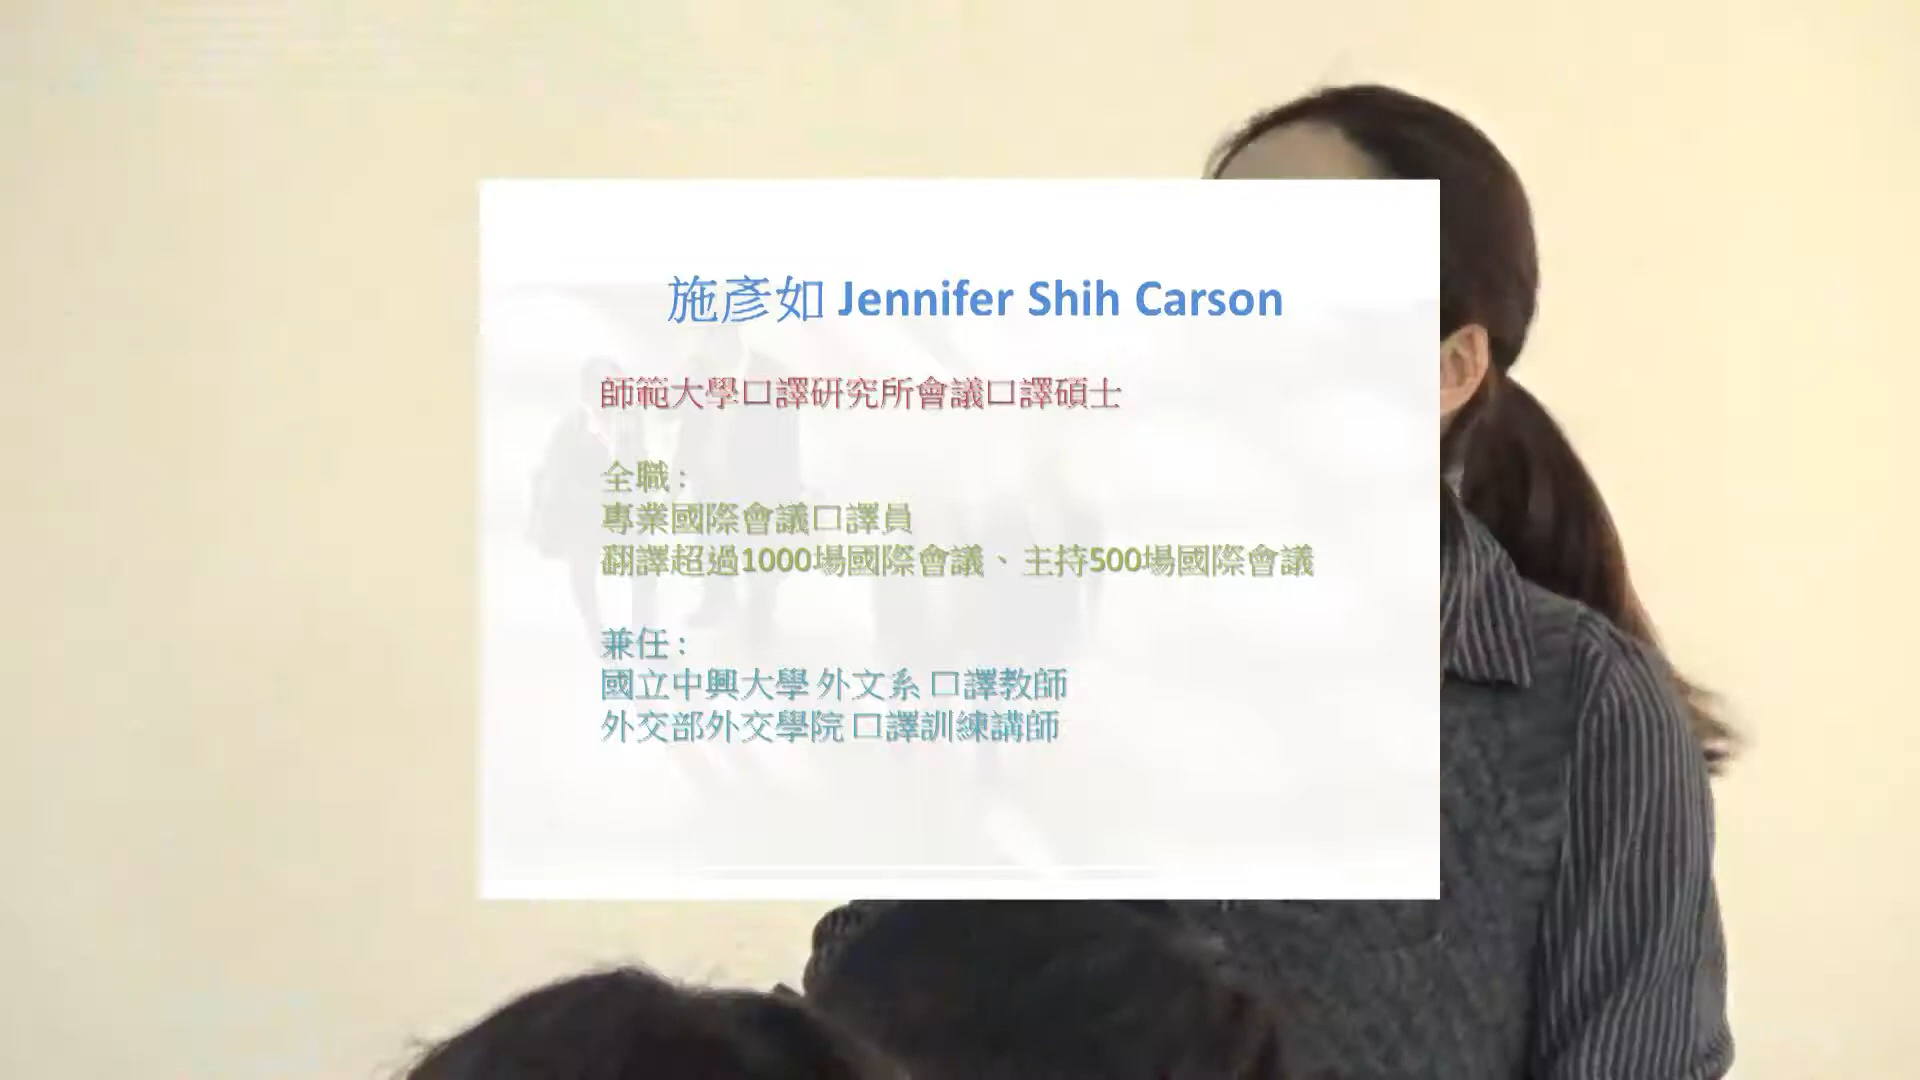 施彥如 Jennifer Shih Carson
師範大學口譯研究所會議口譯碩士
全職 :
專業國際會議口譯員
翻譯超過1000場國際會議、主持500場國際會議
兼任 :
國立中興大學 外文系 口譯教師
外交部外交學院 口譯訓練講師